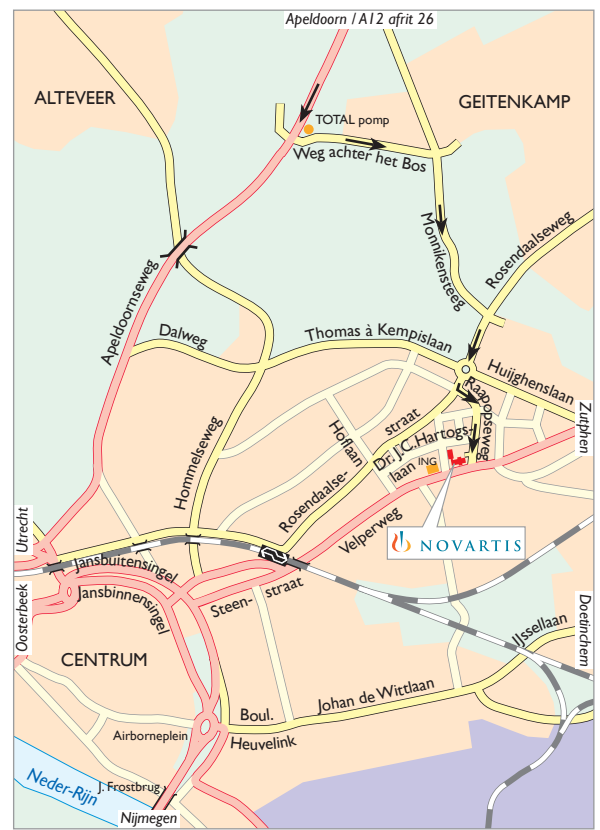 Apeldoorn / A12 afrit 26
ALTEVEER
GEITENKAMP
TOTAL pomp
Weg achter het Bos
Monnikensteeg
Rosendaalseweg
Apeldoornseweg
Dalweg
Thomas à Kempislaan
Huijghenslaan
Raapopseweg
Zutphen
Hommelseweg
Hoflaan
Rosendaalse-
straat
Dr. J.C. Hartogs-
laan
ING
Velperweg
NOVARTIS
Utrecht
Jansbuitensingel
Jansbinnensingel
Oosterbeek
Steen-
straat
Doetinchem
IJssellaan
CENTRUM
Johan de Wittlaan
Boul.
Heuvelink
Airborneplein
J. Frostbrug
Neder-Rijn
Nijmegen